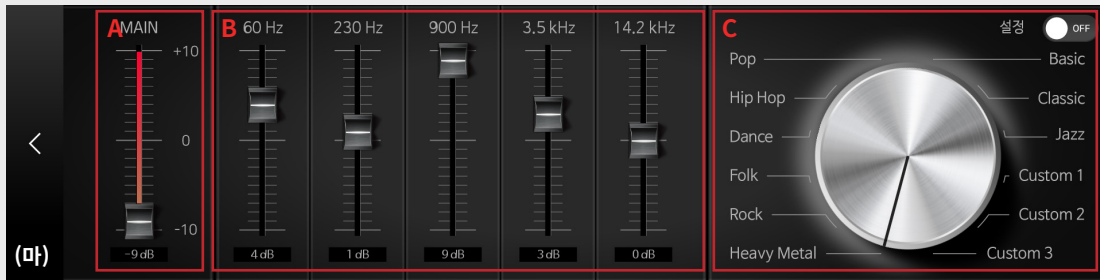 A MAIN
+10
0
-10
-9 dB
(마)
B 60 Hz 230 Hz 900 Hz 3.5 kHz 14.2 kHz
4 dB 1 dB 9 dB 3 dB 0 dB
C 설정 OFF
Pop Basic
Hip Hop Classic
Dance Jazz
Folk Custom 1
Rock Custom 2
Heavy Metal Custom 3